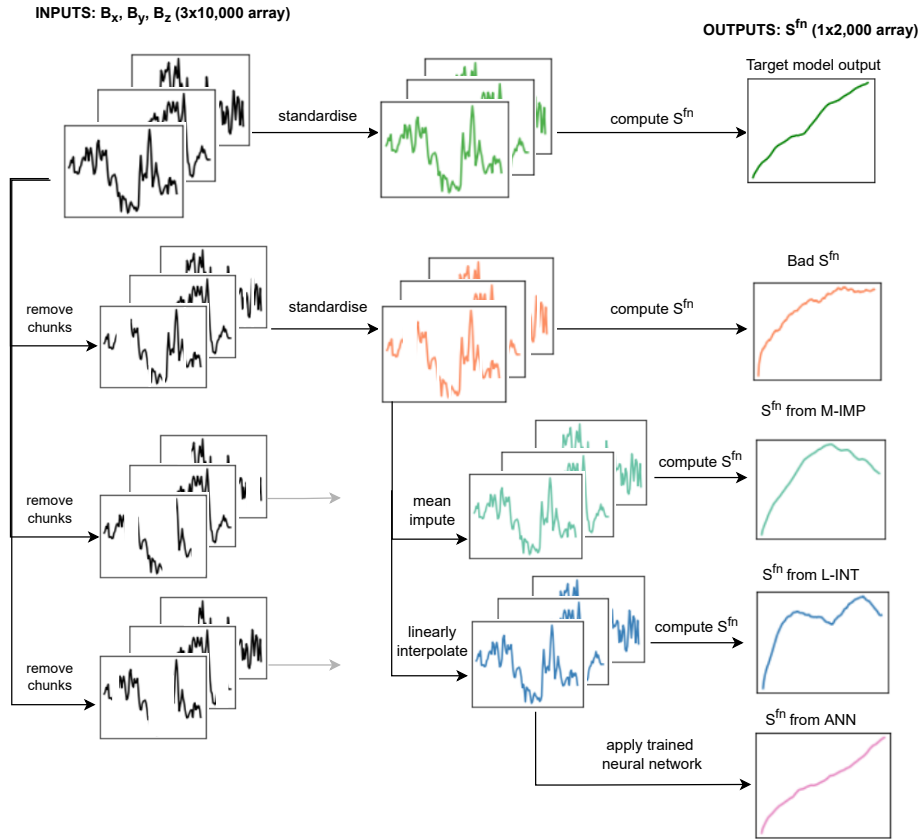 INPUTS: Bx, By, Bz (3x10,000 array)
OUTPUTS: Sfn (1x2,000 array)
Target model output
standardise
compute Sfn
Bad Sfn
remove
chunks
standardise
compute Sfn
Sfn from M-IMP
remove
chunks
mean
impute
compute Sfn
Sfn from L-INT
remove
chunks
linearly
interpolate
compute Sfn
Sfn from ANN
apply trained
neural network